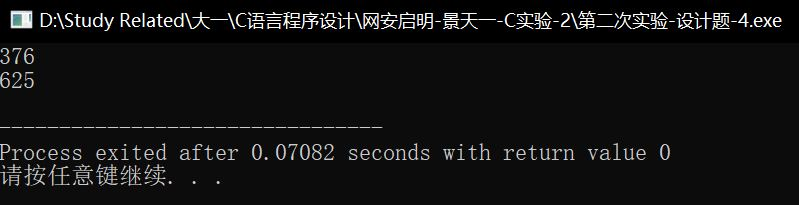 D:\Study Related\大一\C语言程序设计\网安启明-景天一-C实验-2\第二次实验-设计题-4.exe
376
625
--------------------------------
Process exited after 0.07082 seconds with return value 0
请按任意键继续. . .